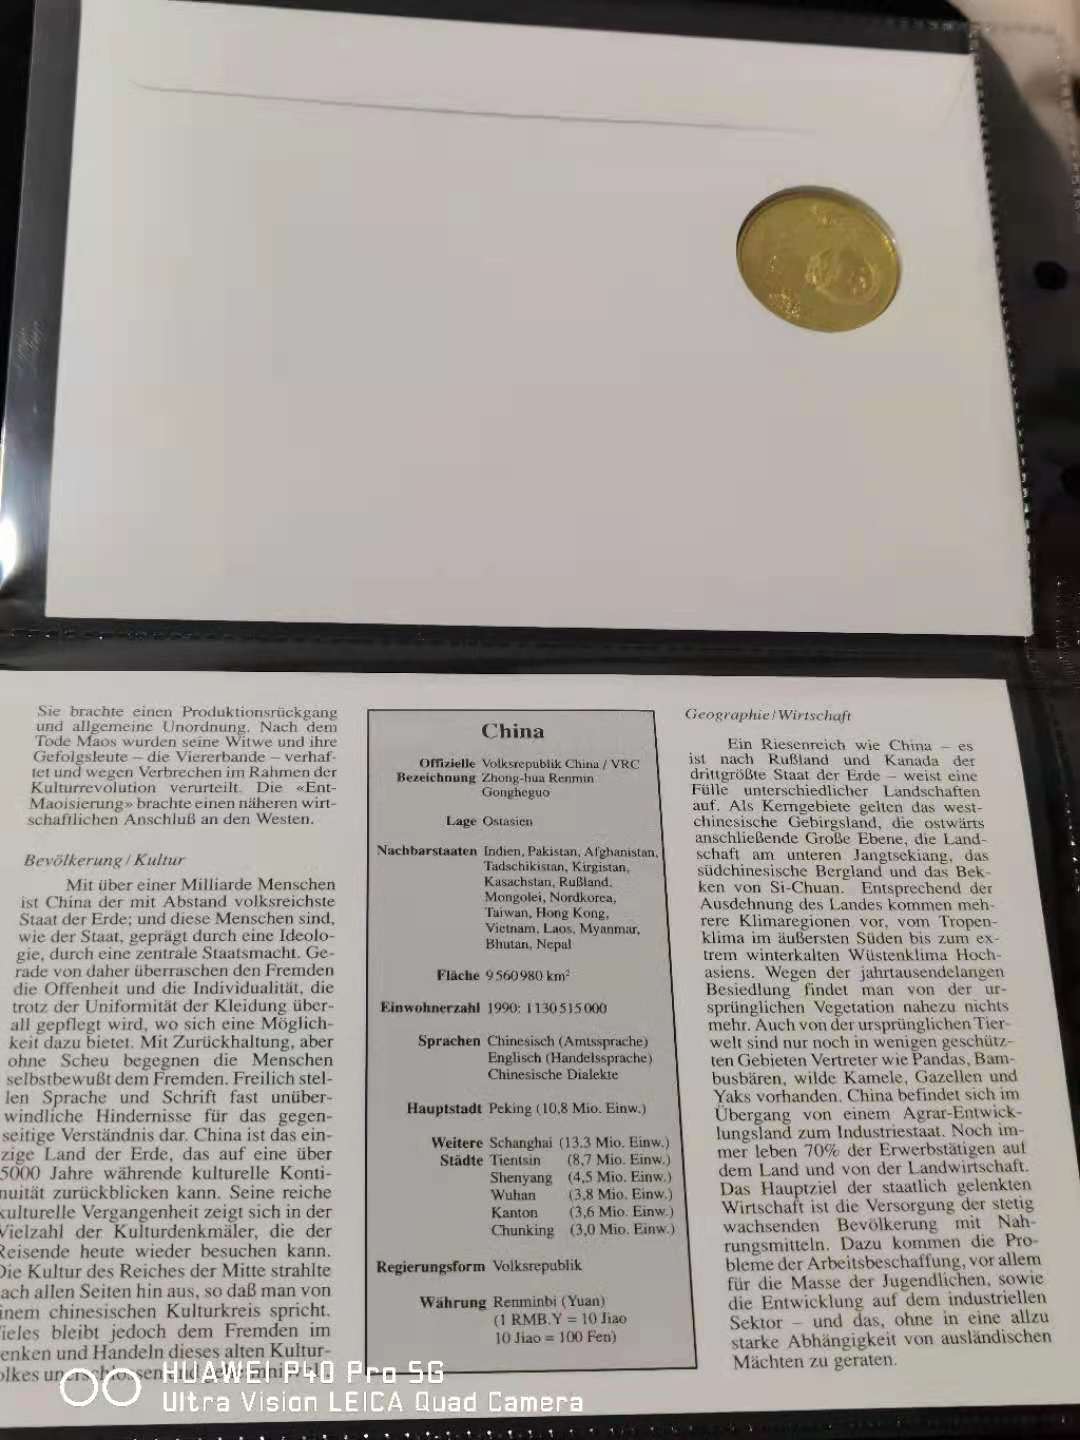 Sie brachte einen Produktionsrückgang
und allgemeine Unordnung. Nach dem
Tode Maos wurden seine Witwe und ihre
Gefolgsleute – die Viererbande – verhaf-
tet und wegen Verbrechen im Rahmen der
Kulturrevolution verurteilt. Die «Ent-
Maoisierung» brachte einen näheren wirt-
schaftlichen Anschluß an den Westen.
Bevölkerung / Kultur
Mit über einer Milliarde Menschen
ist China der mit Abstand volksreichste
Staat der Erde; und diese Menschen sind,
wie der Staat, geprägt durch eine Ideolo-
gie, durch eine zentrale Staatsmacht. Ge-
rade von daher überraschen den Fremden
die Offenheit und die Individualität, die
trotz der Uniformität der Kleidung über-
all gepflegt wird, wo sich eine Möglich-
keit dazu bietet. Mit Zurückhaltung, aber
ohne Scheu begegnen die Menschen
selbstbewußt dem Fremden. Freilich stel-
len Sprache und Schrift fast unüber-
windliche Hindernisse für das gegen-
seitige Verständnis dar. China ist das ein-
zige Land der Erde, das auf eine über
5000 Jahre währende kulturelle Konti-
nuität zurückblicken kann. Seine reiche
kulturelle Vergangenheit zeigt sich in der
Vielzahl der Kulturdenkmäler, die der
Reisende heute wieder besuchen kann.
Die Kultur des Reiches der Mitte strahlte
nach allen Seiten hin aus, so daß man von
einem chinesischen Kulturkreis spricht.
Vieles bleibt jedoch dem Fremden im
Denken und Handeln dieses alten Kultur-
volkes unerschlossen und
China
Offizielle Volksrepublik China / VRC
Bezeichnung Zhong-hua Renmin
Gongheguo
Lage Ostasien
Nachbarstaaten Indien, Pakistan, Afghanistan,
Tadschikistan, Kirgistan,
Kasachstan, Rußland,
Mongolei, Nordkorea,
Taiwan, Hong Kong,
Vietnam, Laos, Myanmar,
Bhutan, Nepal
Fläche 9 560 980 km²
Einwohnerzahl 1990: 1 130 515 000
Sprachen Chinesisch (Amtssprache)
Englisch (Handelssprache)
Chinesische Dialekte
Hauptstadt Peking (10,8 Mio. Einw.)
Weitere Schanghai (13,3 Mio. Einw.)
Städte Tientsin (8,7 Mio. Einw.)
Shenyang (4,5 Mio. Einw.)
Wuhan (3,8 Mio. Einw.)
Kanton (3,6 Mio. Einw.)
Chunking (3,0 Mio. Einw.)
Regierungsform Volksrepublik
Währung Renminbi (Yuan)
(1 RMB.Y = 10 Jiao
10 Jiao = 100 Fen)
Geographie/Wirtschaft
Ein Riesenreich wie China – es
ist nach Rußland und Kanada der
drittgrößte Staat der Erde – weist eine
Fülle unterschiedlicher Landschaften
auf. Als Kerngebiete gelten das west-
chinesische Gebirgsland, die ostwärts
anschließende Große Ebene, die Land-
schaft am unteren Jangtsekiang, das
südchinesische Bergland und das Bek-
ken von Si-Chuan. Entsprechend der
Ausdehnung des Landes kommen meh-
rere Klimaregionen vor, vom Tropen-
klima im äußersten Süden bis zum ex-
trem winterkalten Wüstenklima Hoch-
asiens. Wegen der jahrtausendelangen
Besiedlung findet man von der ur-
sprünglichen Vegetation nahezu nichts
mehr. Auch von der ursprünglichen Tier-
welt sind nur noch in wenigen geschütz-
ten Gebieten Vertreter wie Pandas, Bam-
busbären, wilde Kamele, Gazellen und
Yaks vorhanden. China befindet sich im
Übergang von einem Agrar-Entwick-
lungsland zum Industriestaat. Noch im-
mer leben 70% der Erwerbstätigen auf
dem Land und von der Landwirtschaft.
Das Hauptziel der staatlich gelenkten
Wirtschaft ist die Versorgung der stetig
wachsenden Bevölkerung mit Nah-
rungsmitteln. Dazu kommen die Pro-
bleme der Arbeitsbeschaffung, vor allem
für die Masse der Jugendlichen, sowie
die Entwicklung auf dem industriellen
Sektor – und das, ohne in eine allzu
starke Abhängigkeit von ausländischen
Mächten zu geraten.
HUAWEI P40 Pro 5G
Ultra Vision LEICA Quad Camera